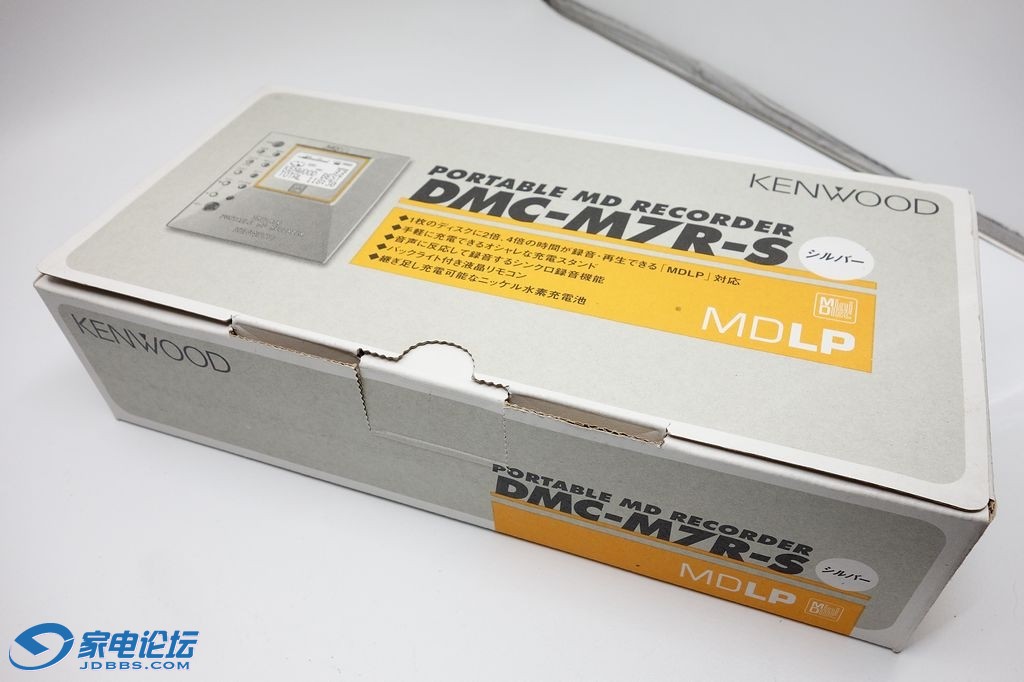 KENWOOD
PORTABLE MD RECORDER
DMC-M7R-S
シルバー
◆1枚のディスクに2倍、4倍の時間が録音・再生できる「MDLP」対応
◆手軽に充電できるオシャレな充電スタンド
◆音声に反応して録音するシンクロ録音機能
◆バックライト付き液晶リモコン
◆継ぎ足し充電可能なニッケル水素充電池
MDLP
Mini Disc
KENWOOD
PORTABLE MD RECORDER
DMC-M7R-S
シルバー
MDLP
Mini Disc
家电论坛
JDBBS.COM